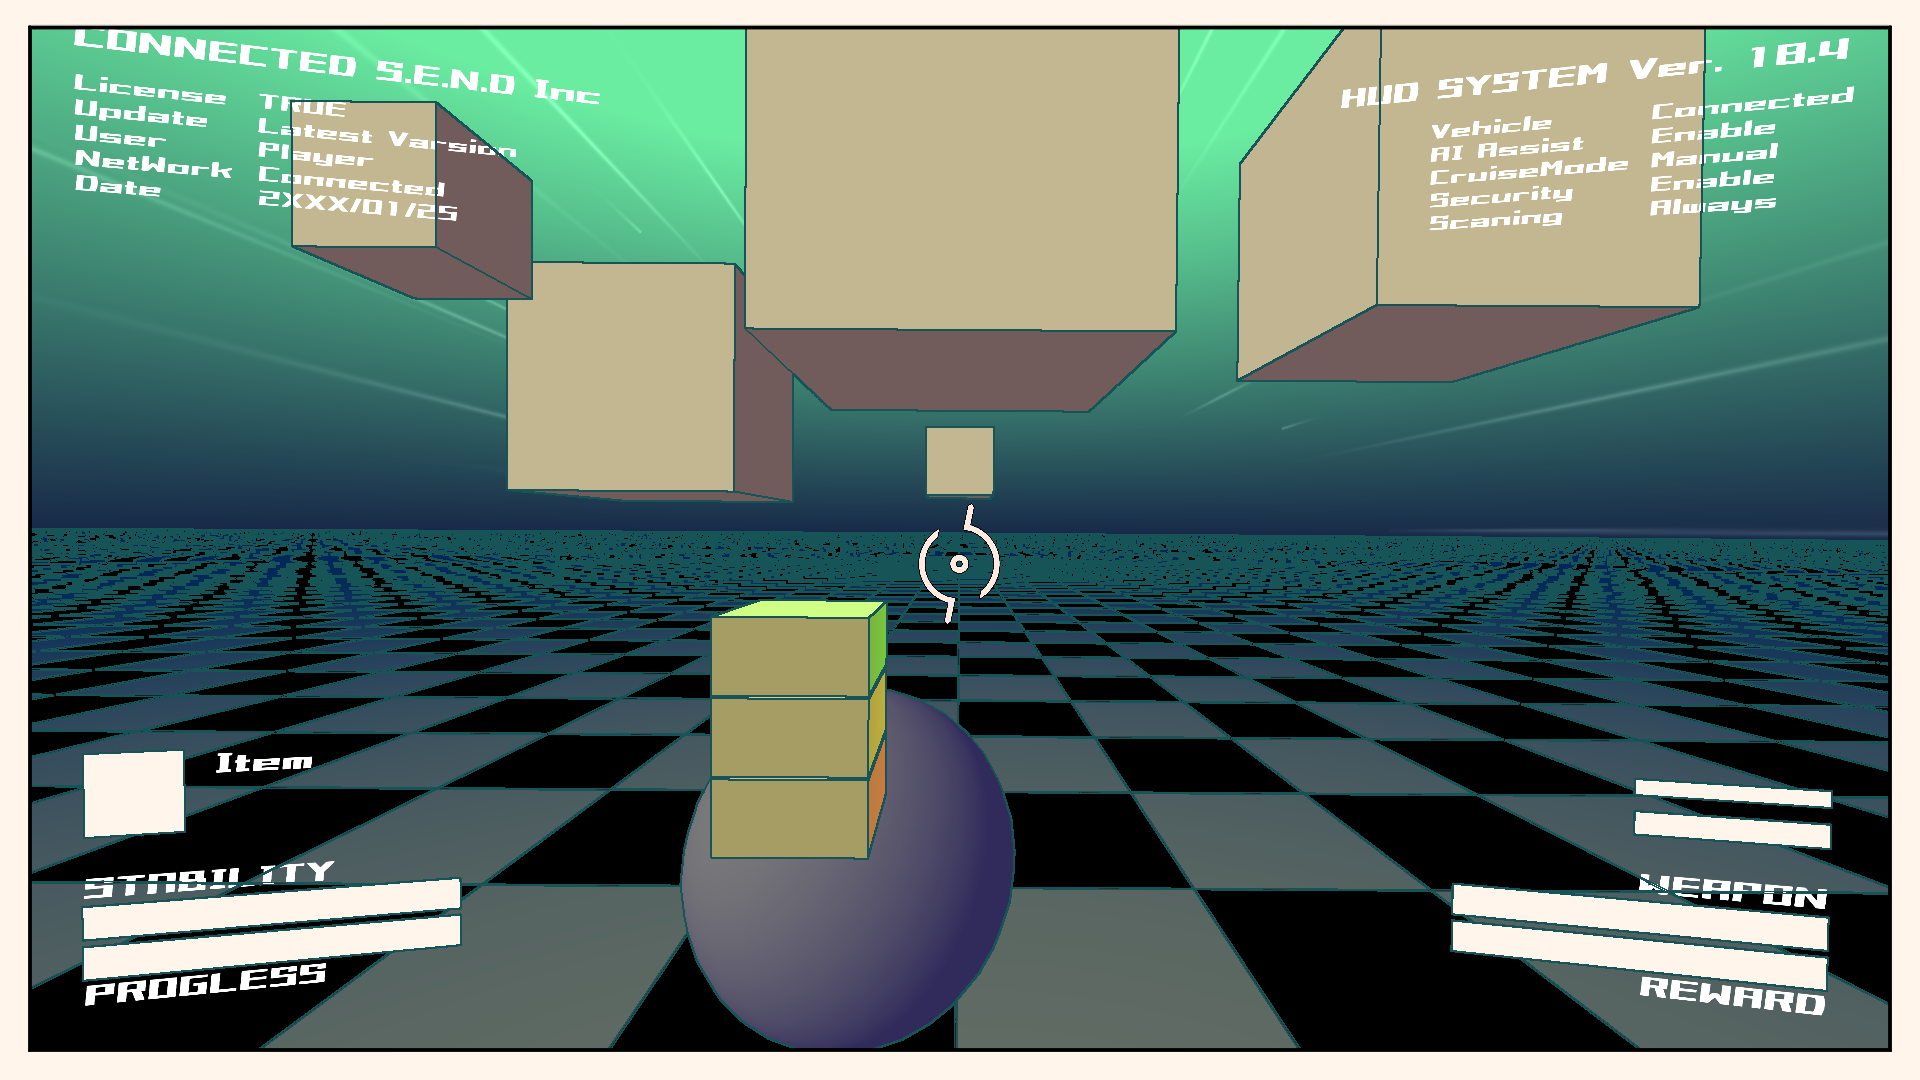 CONNECTED S.E.N.D Inc
License TRUE
Update Latest Varsion
User Player
NetWork Connected
Date 2XXX/01/25
HUD SYSTEM Ver. 18.4
Vehicle Connected
AI Assist Enable
CruiseMode Manual
Security Enable
Scaning Always
Item
STABILITY
PROGLESS
WEAPON
REWARD